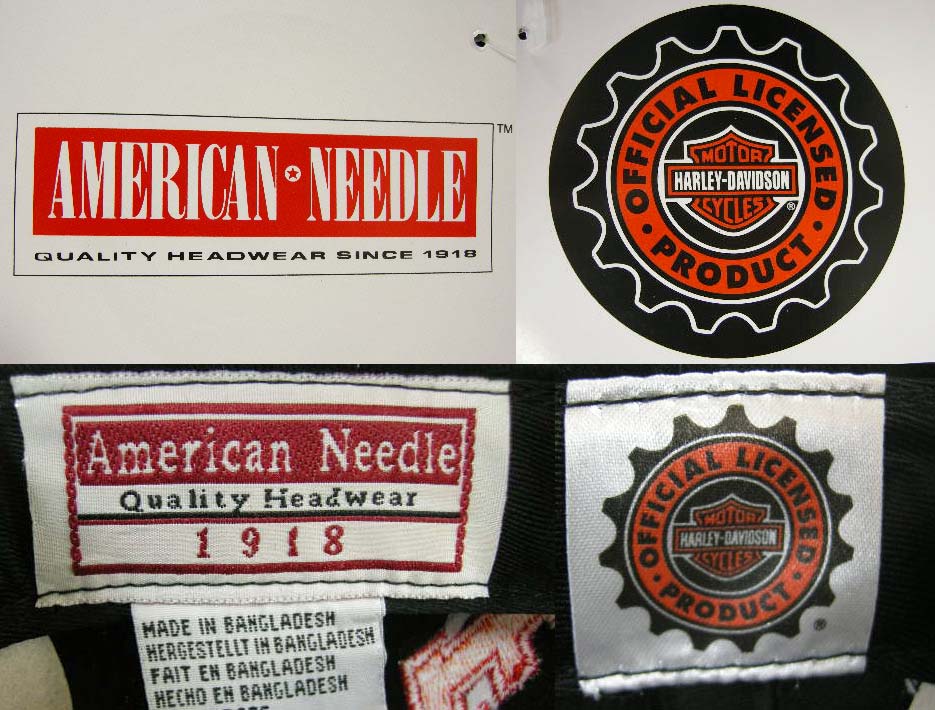 AMERICAN NEEDLE
TM
QUALITY HEADWEAR SINCE 1918
OFFICIAL LICENSED
MOTOR
HARLEY-DAVIDSON
CYCLES
®
• PRODUCT •
American Needle
Quality Headwear
1918
MADE IN BANGLADESH
HERGESTELLT IN BANGLADESH
FAIT EN BANGLADESH
HECHO EN BANGLADESH
OFFICIAL LICENSED
MOTOR
HARLEY-DAVIDSON
CYCLES
• PRODUCT •
®